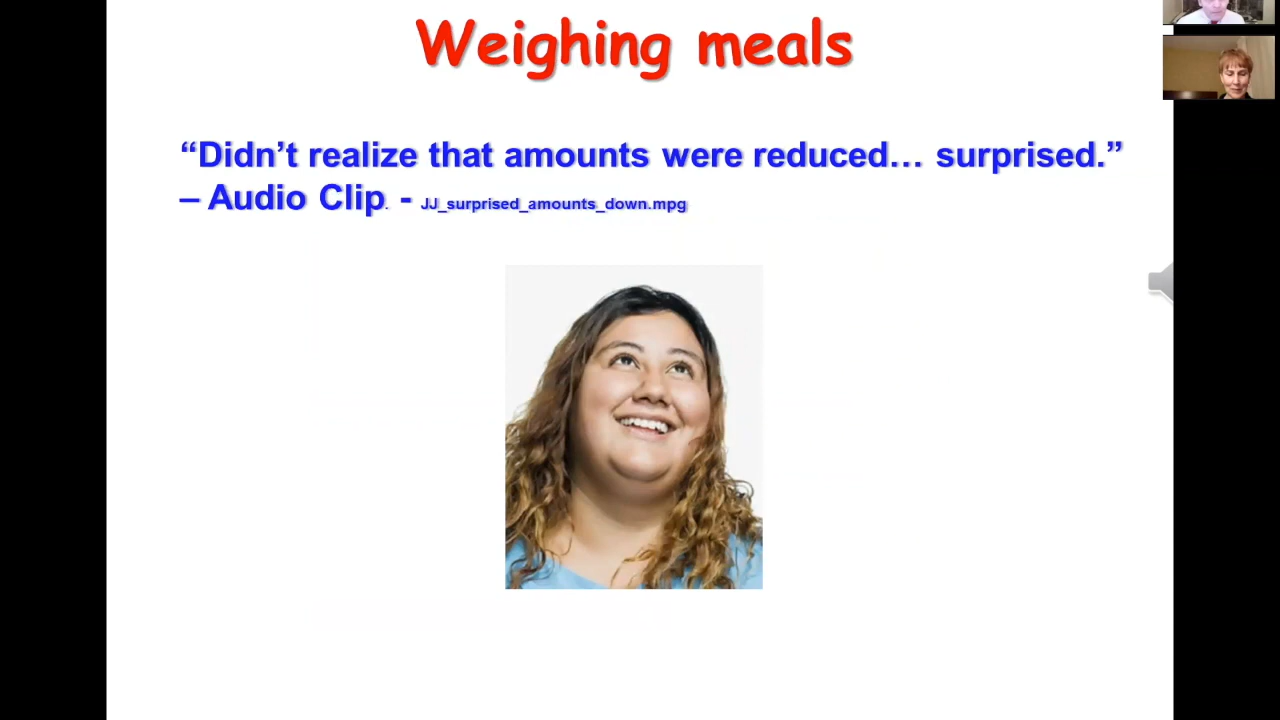 Weighing meals
“Didn’t realize that amounts were reduced… surprised.”
– Audio Clip. - JJ_surprised_amounts_down.mpg